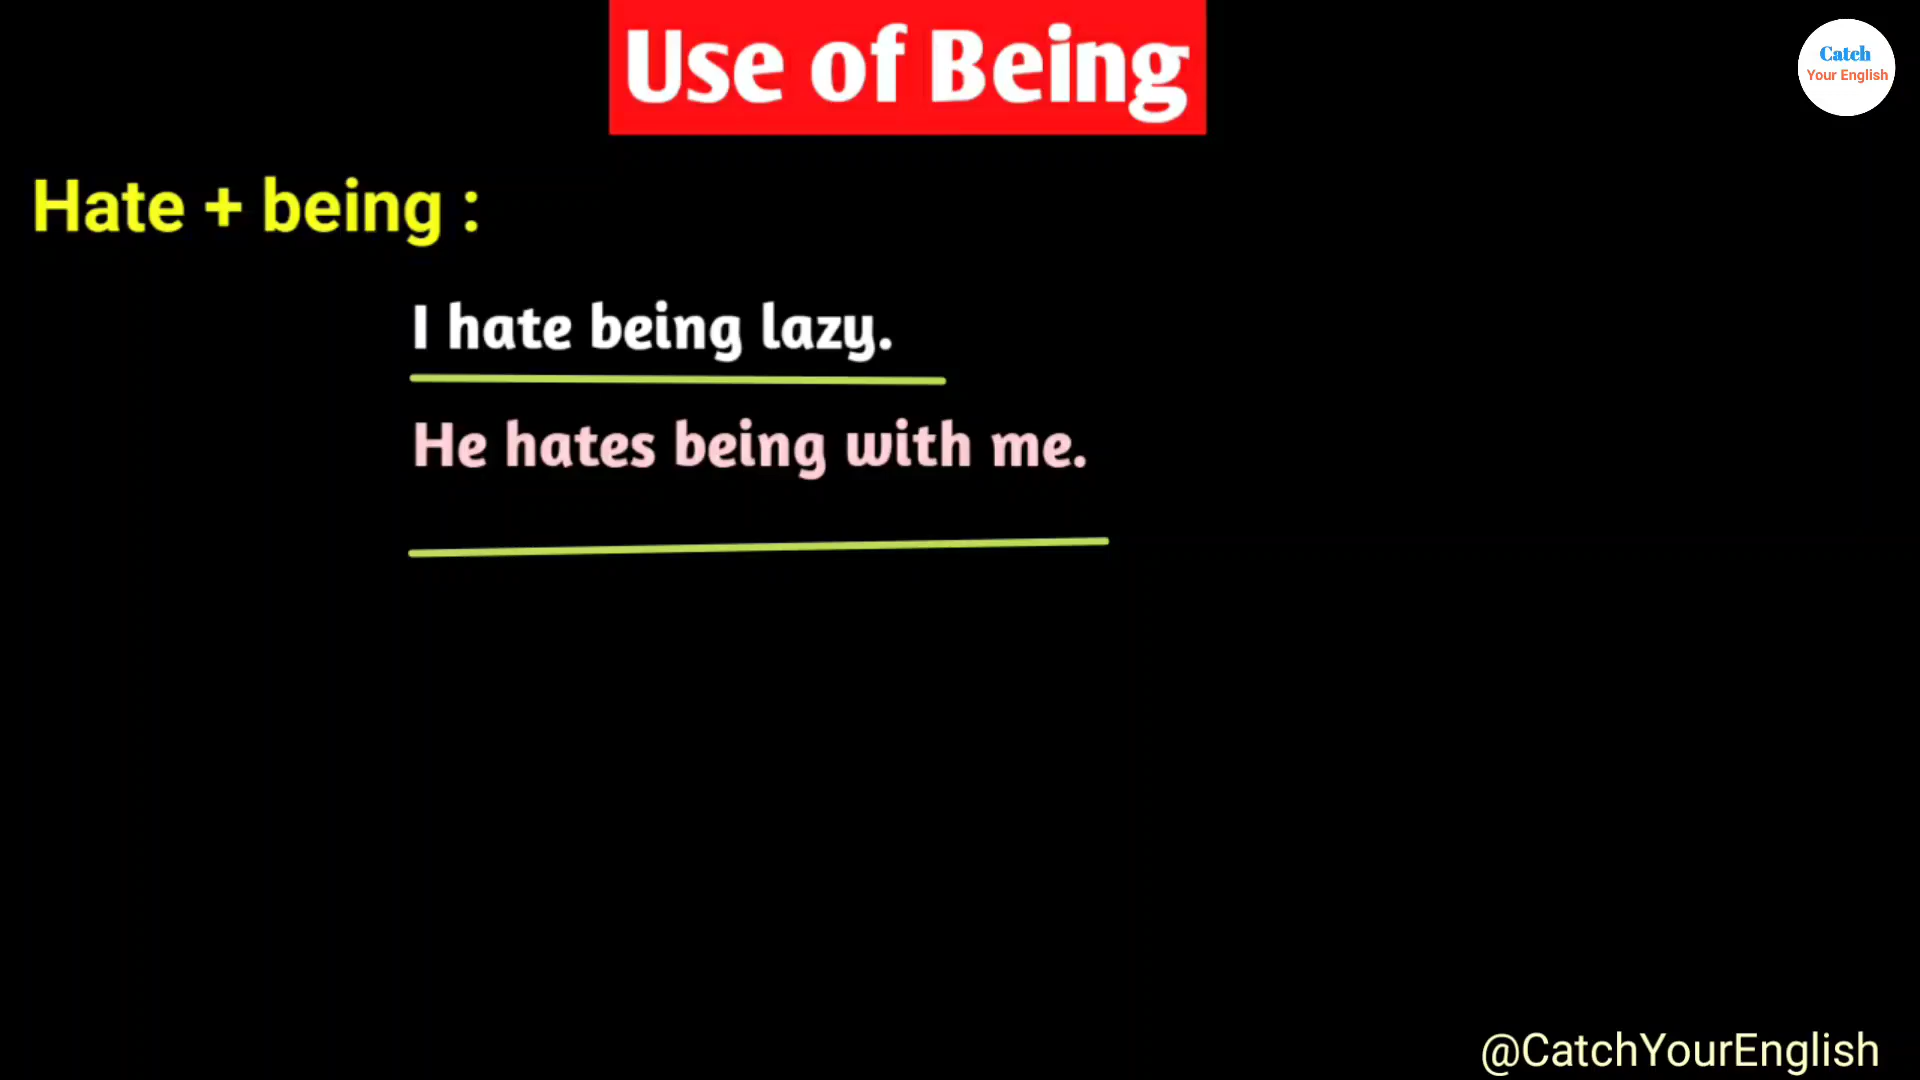 Use of Being
Catch
Your English
Hate + being :
I hate being lazy.
He hates being with me.
@CatchYourEnglish